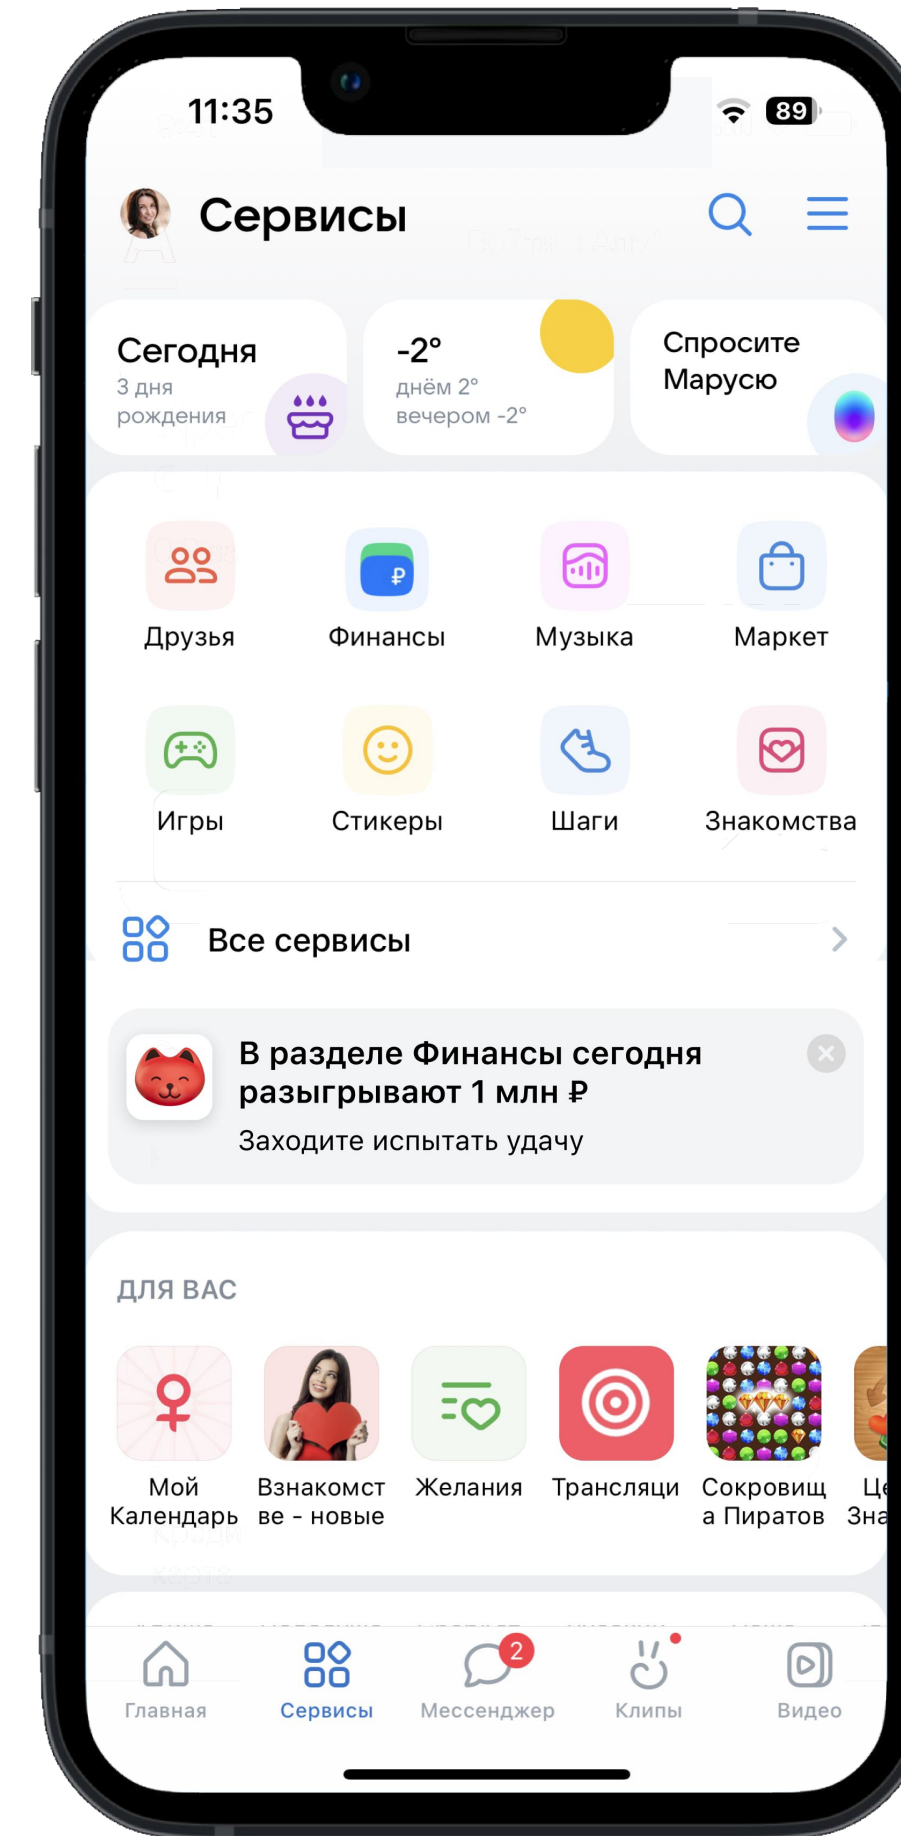 11:35
89
Сервисы
Сегодня
3 дня
рождения
-2°
днём 2°
вечером -2°
Спросите
Марусю
Друзья
Финансы
Музыка
Маркет
Игры
Стикеры
Шаги
Знакомства
Все сервисы
В разделе Финансы сегодня
разыгрывают 1 млн ₽
Заходите испытать удачу
ДЛЯ ВАС
Мой
Календарь
Взнакомст
ве - новые
Желания
Трансляци
Сокровищ
а Пиратов
Зна
Главная
Сервисы
2
Мессенджер
Клипы
Видео